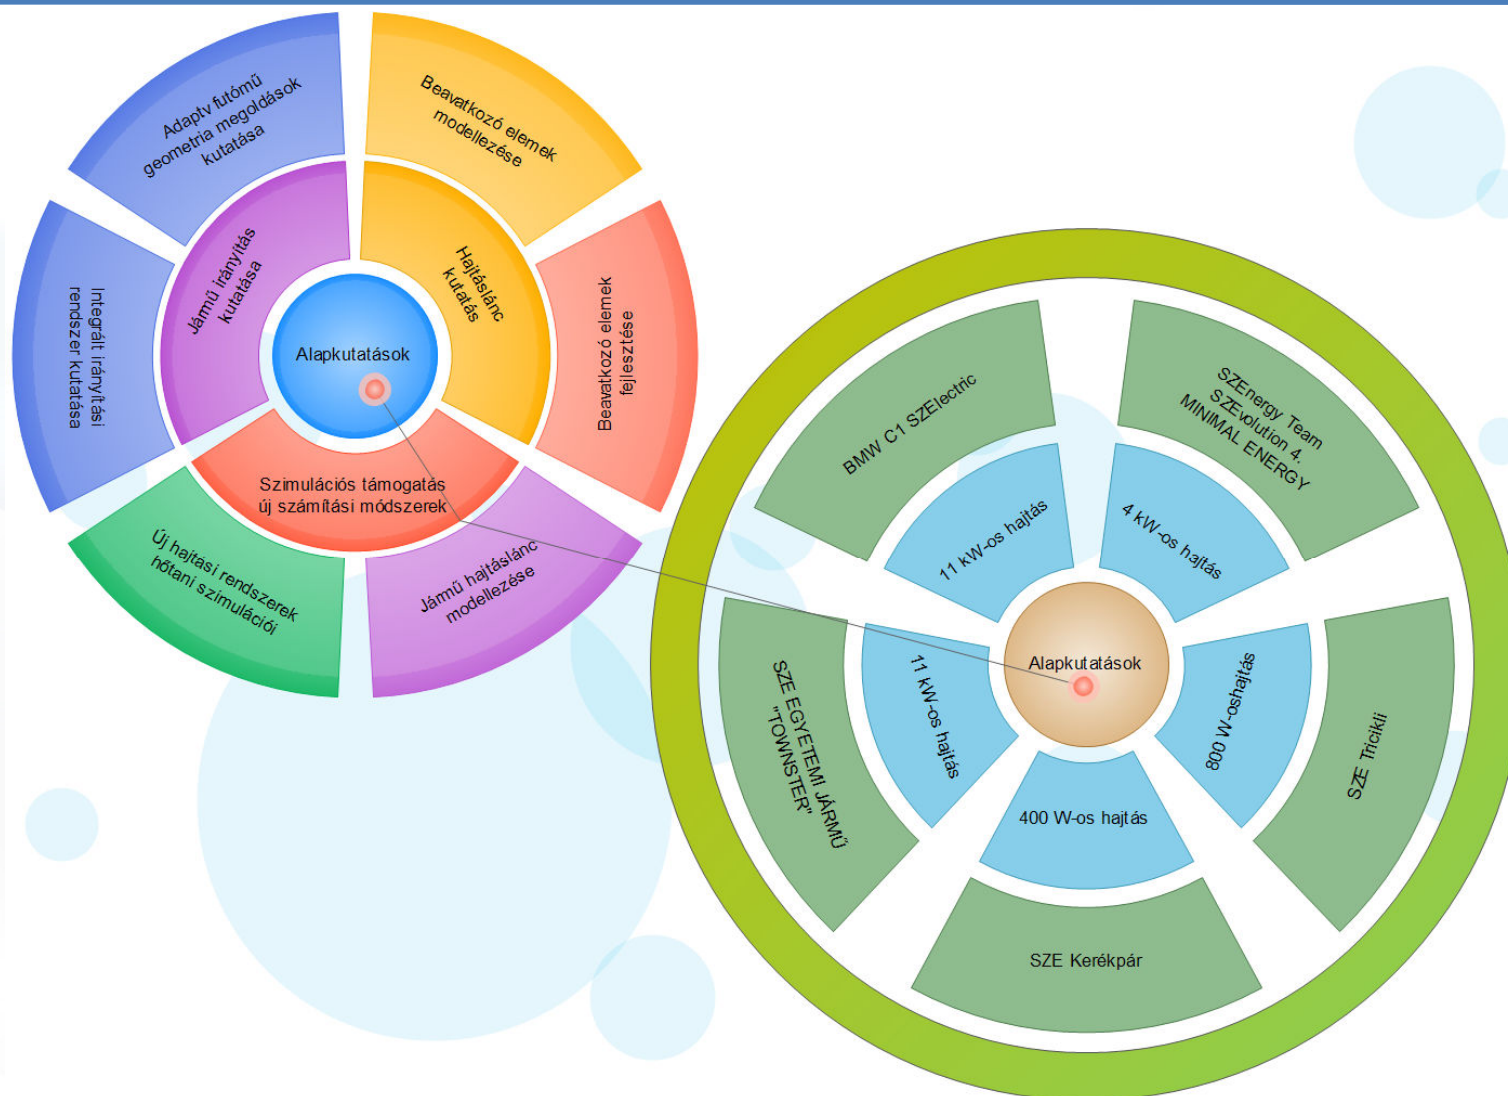 Adaptv futómű
geometria megoldások
kutatása
Beavatkozó elemek
modellezése
Integrált irányítási
rendszer kutatása
Jármű irányítás
kutatása
Hajtáslánc
kutatás
Beavatkozó elemek
fejlesztése
Alapkutatások
Szimulációs támogatás
új számítási módszerek
Új hajtási rendszerek
hőtani szimulációi
Jármű hajtáslánc
modellezése
BMW C1 SZElectric
SZEnergy Team
SZEvolution 4.
MINIMAL ENERGY
11 kW-os hajtás
4 kW-os hajtás
SZE EGYETEMI JÁRMŰ
"TOWNSTER"
11 kW-os hajtás
Alapkutatások
800 W-oshajtás
SZE Tricikli
400 W-os hajtás
SZE Kerékpár